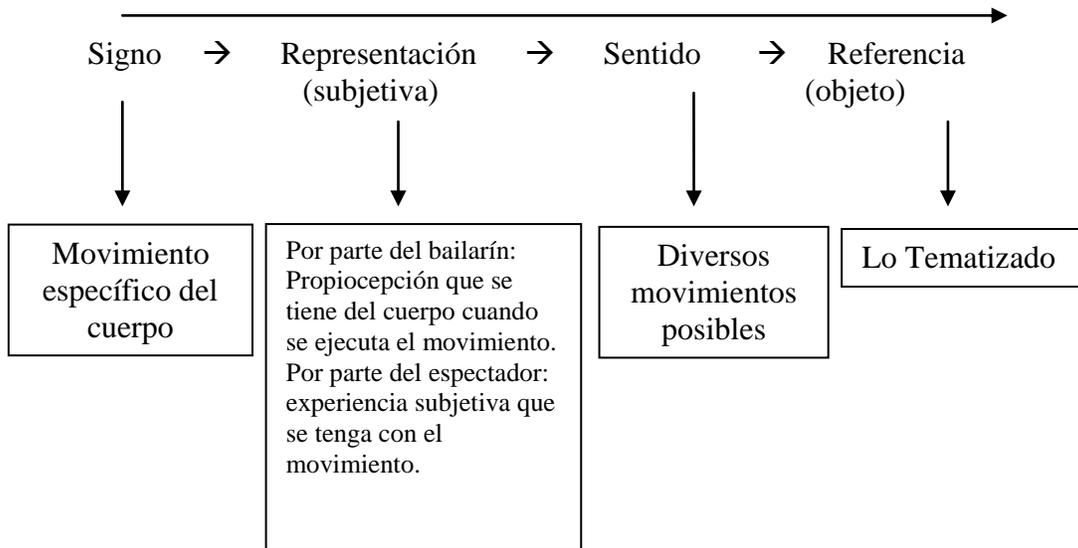 Signo → Representación → Sentido → Referencia
(subjetiva) (objeto)
Movimiento
específico del
cuerpo
Por parte del bailarín:
Propiocepción que se
tiene del cuerpo cuando
se ejecuta el movimiento.
Por parte del espectador:
experiencia subjetiva que
se tenga con el
movimiento.
Diversos
movimientos
posibles
Lo Tematizado